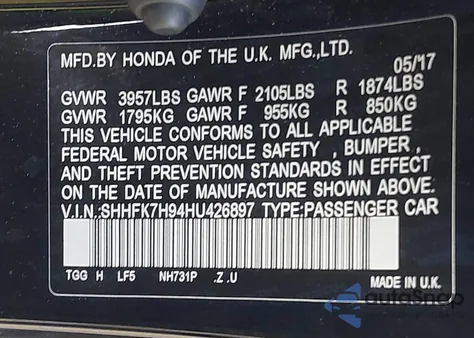 MFD.BY HONDA OF THE U.K. MFG.,LTD.
05/17
GVWR 3957LBS GAWR F 2105LBS R 1874LBS
GVWR 1795KG GAWR F 955KG R 850KG
THIS VEHICLE CONFORMS TO ALL APPLICABLE
FEDERAL MOTOR VEHICLE SAFETY , BUMPER ,
AND THEFT PREVENTION STANDARDS IN EFFECT
ON THE DATE OF MANUFACTURE SHOWN ABOVE.
V.I.N.:SHHFK7H94HU426897 TYPE:PASSENGER CAR
TGG H LF5 NH731P .Z .U MADE IN U.K.
autoSnap